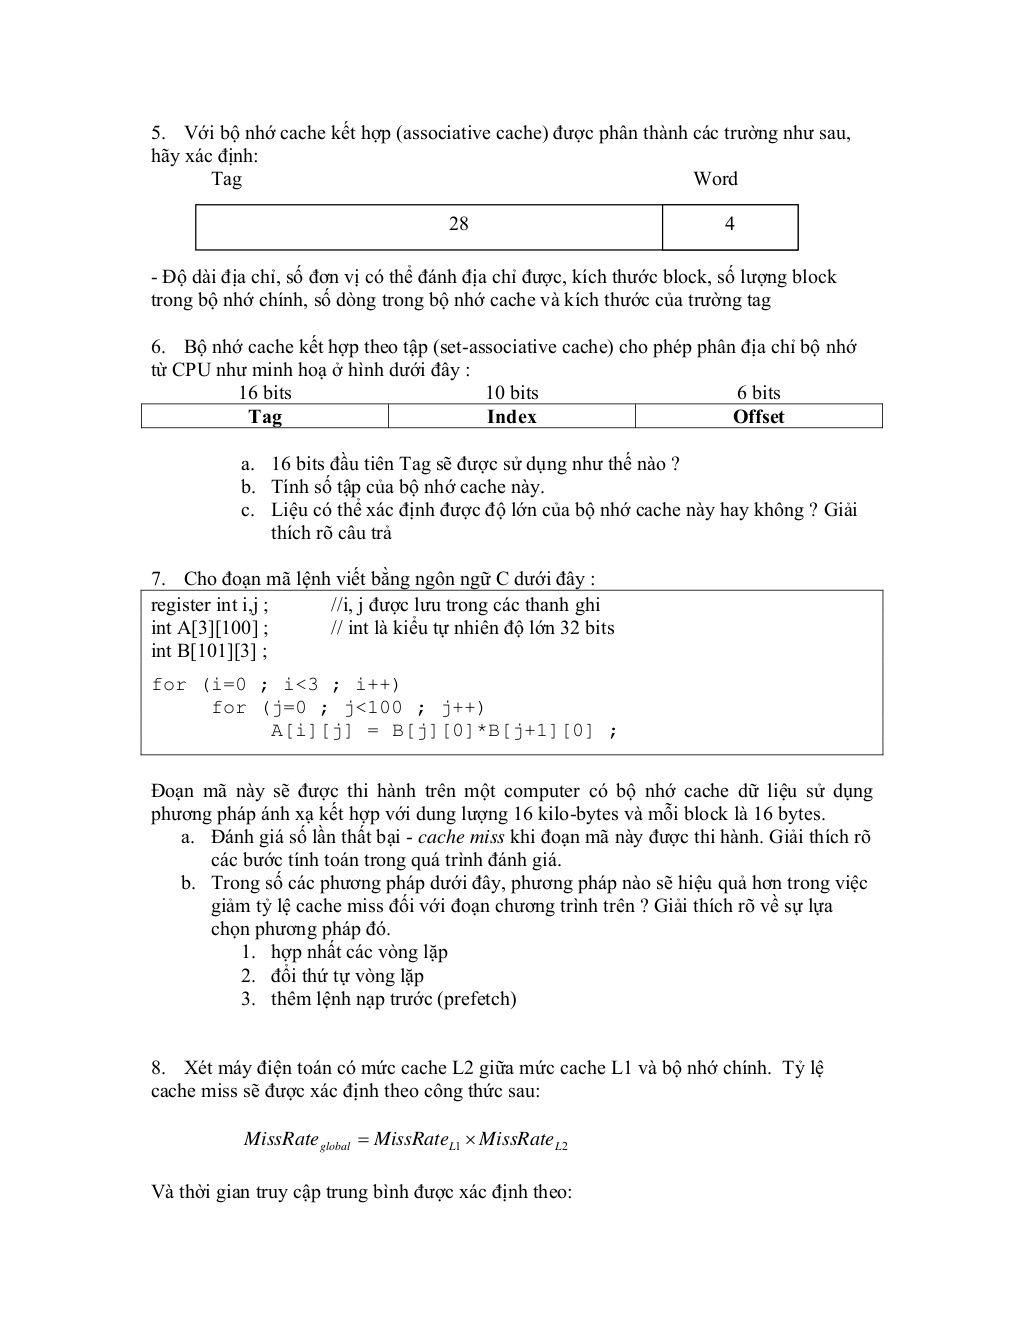 5. Với bộ nhớ cache kết hợp (associative cache) được phân thành các trường như sau,
hãy xác định:
Tag Word
28 4
- Độ dài địa chỉ, số đơn vị có thể đánh địa chỉ được, kích thước block, số lượng block
trong bộ nhớ chính, số dòng trong bộ nhớ cache và kích thước của trường tag
6. Bộ nhớ cache kết hợp theo tập (set-associative cache) cho phép phân địa chỉ bộ nhớ
từ CPU như minh hoạ ở hình dưới đây :
16 bits 10 bits 6 bits
Tag Index Offset
a. 16 bits đầu tiên Tag sẽ được sử dụng như thế nào ?
b. Tính số tập của bộ nhớ cache này.
c. Liệu có thể xác định được độ lớn của bộ nhớ cache này hay không ? Giải
thích rõ câu trả
7. Cho đoạn mã lệnh viết bằng ngôn ngữ C dưới đây :
register int i,j ; //i, j được lưu trong các thanh ghi
int A[3][100] ; // int là kiểu tự nhiên độ lớn 32 bits
int B[101][3] ;
for (i=0 ; i<3 ; i++)
for (j=0 ; j<100 ; j++)
A[i][j] = B[j][0]*B[j+1][0] ;
Đoạn mã này sẽ được thi hành trên một computer có bộ nhớ cache dữ liệu sử dụng
phương pháp ánh xạ kết hợp với dung lượng 16 kilo-bytes và mỗi block là 16 bytes.
a. Đánh giá số lần thất bại - cache miss khi đoạn mã này được thi hành. Giải thích rõ
các bước tính toán trong quá trình đánh giá.
b. Trong số các phương pháp dưới đây, phương pháp nào sẽ hiệu quả hơn trong việc
giảm tỷ lệ cache miss đối với đoạn chương trình trên ? Giải thích rõ về sự lựa
chọn phương pháp đó.
1. hợp nhất các vòng lặp
2. đổi thứ tự vòng lặp
3. thêm lệnh nạp trước (prefetch)
8. Xét máy điện toán có mức cache L2 giữa mức cache L1 và bộ nhớ chính. Tỷ lệ
cache miss sẽ được xác định theo công thức sau:
MissRate global = MissRate L1 × MissRate L2
Và thời gian truy cập trung bình được xác định theo: